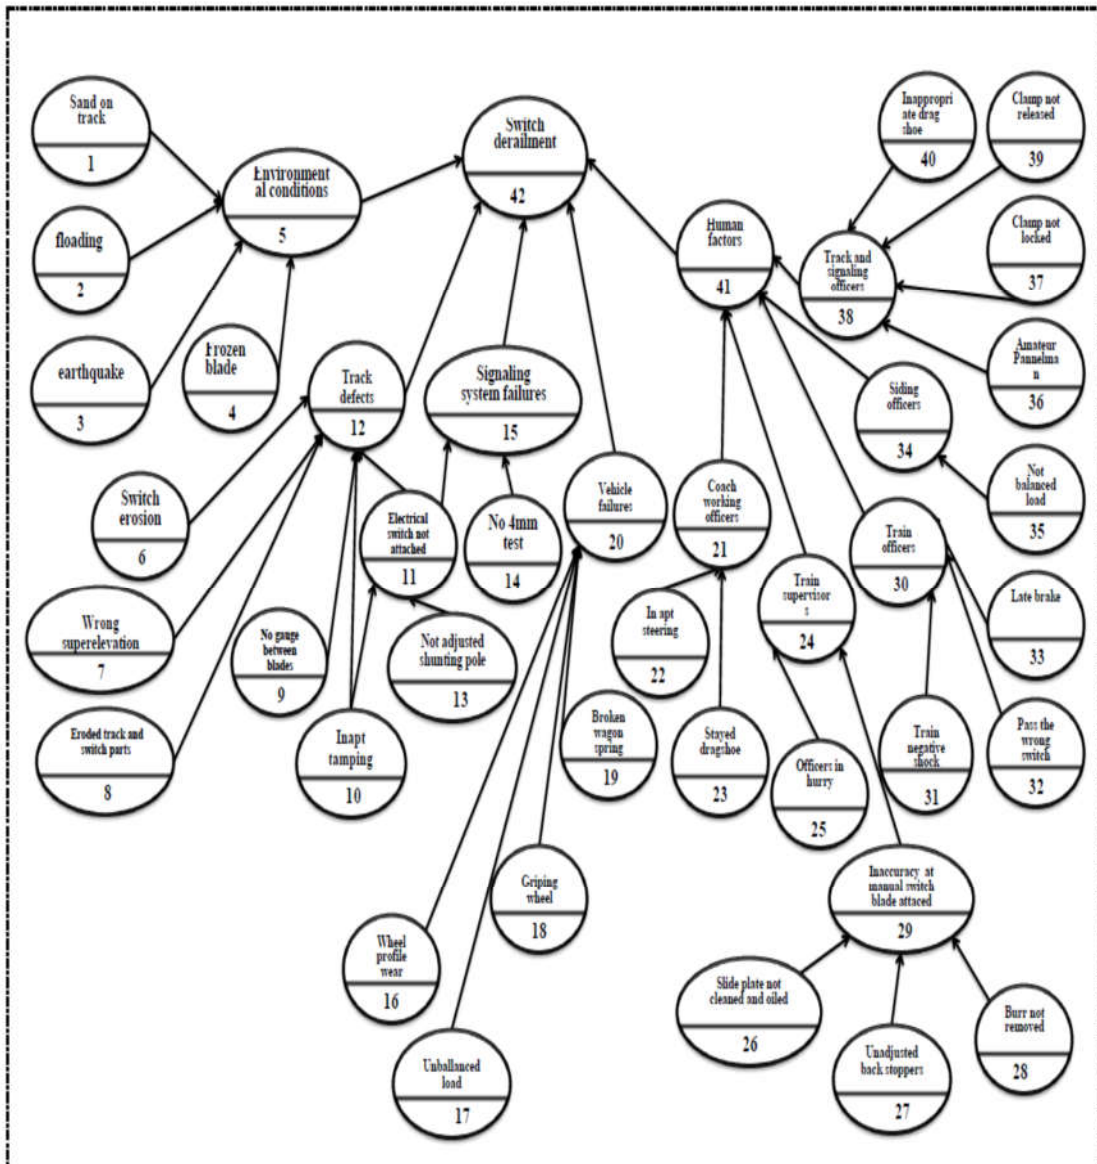 Sand on
track
1
floading
2
earthquake
3
Frozen
blade
4
Environment
al conditions
5
Switch
derailment
42
Inappropri
ate drag
shoe
40
Clamp not
released
39
Human
factors
41
Track and
signaling
officers
38
Clamp not
locked
37
Amateur
Pannelma
n
36
Siding
officers
34
Not
balanced
load
35
Track
defects
12
Signaling
system failures
15
Switch
erosion
6
Wrong
superelevation
7
Eroded track and
switch parts
8
No gauge
between
blades
9
Inapt
tamping
10
Electrical
switch not
attached
11
Not adjusted
shunting pole
13
No 4mm
test
14
Vehicle
failures
20
Coach
working
officers
21
In apt
steering
22
Stayed
dragshoe
23
Train
supervisor
s
24
Officers in
hurry
25
Train
officers
30
Train
negative
shock
31
Pass the
wrong
switch
32
Late brake
33
Broken
wagon
spring
19
Griping
wheel
18
Wheel
profile
wear
16
Unballanced
load
17
Inaccuracy at
manual switch
blade attaced
29
Slide plate not
cleaned and oiled
26
Unadjusted
back stoppers
27
Burr not
removed
28